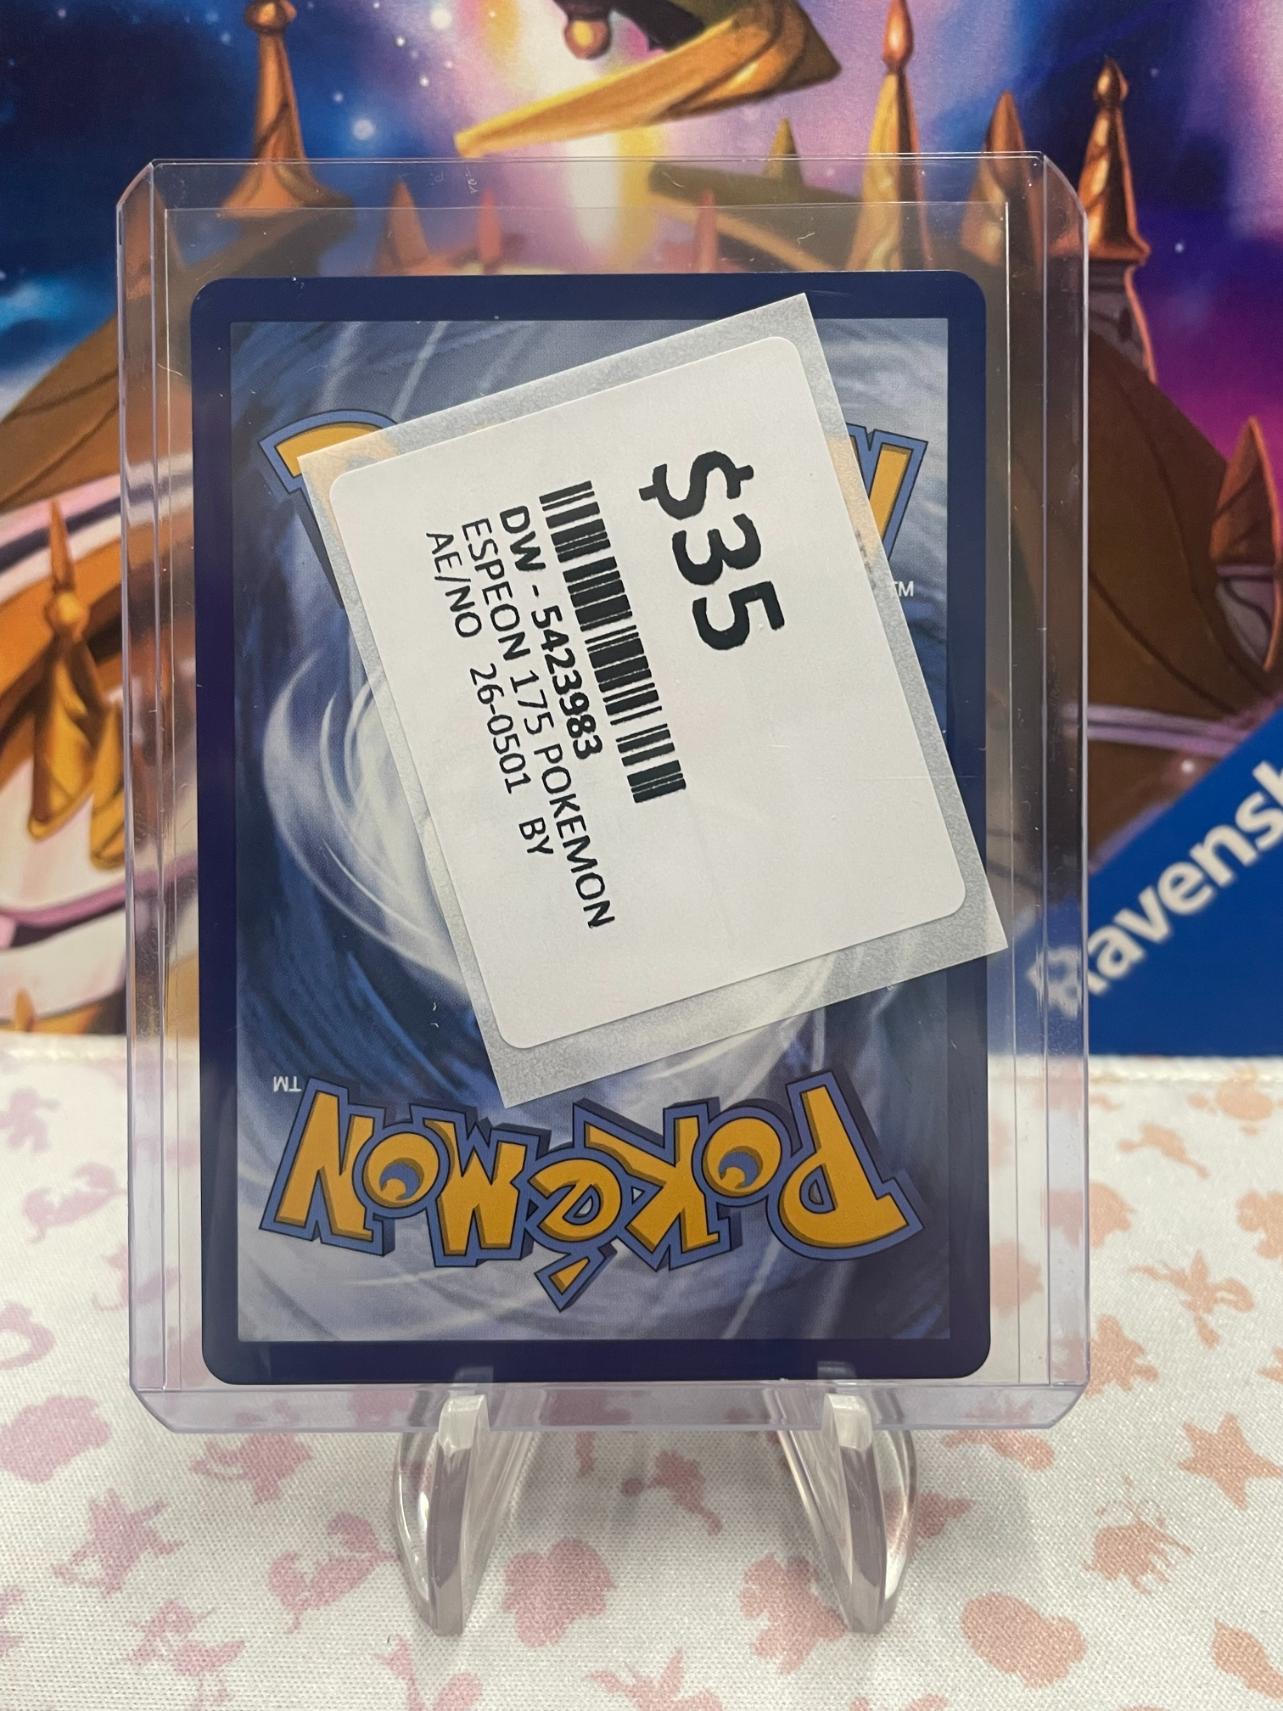 $35
DW - 5423983
ESPEON 175 POKEMON
AE/NO 26-0501 BY
TM
POKéMON
TM
Ravensb